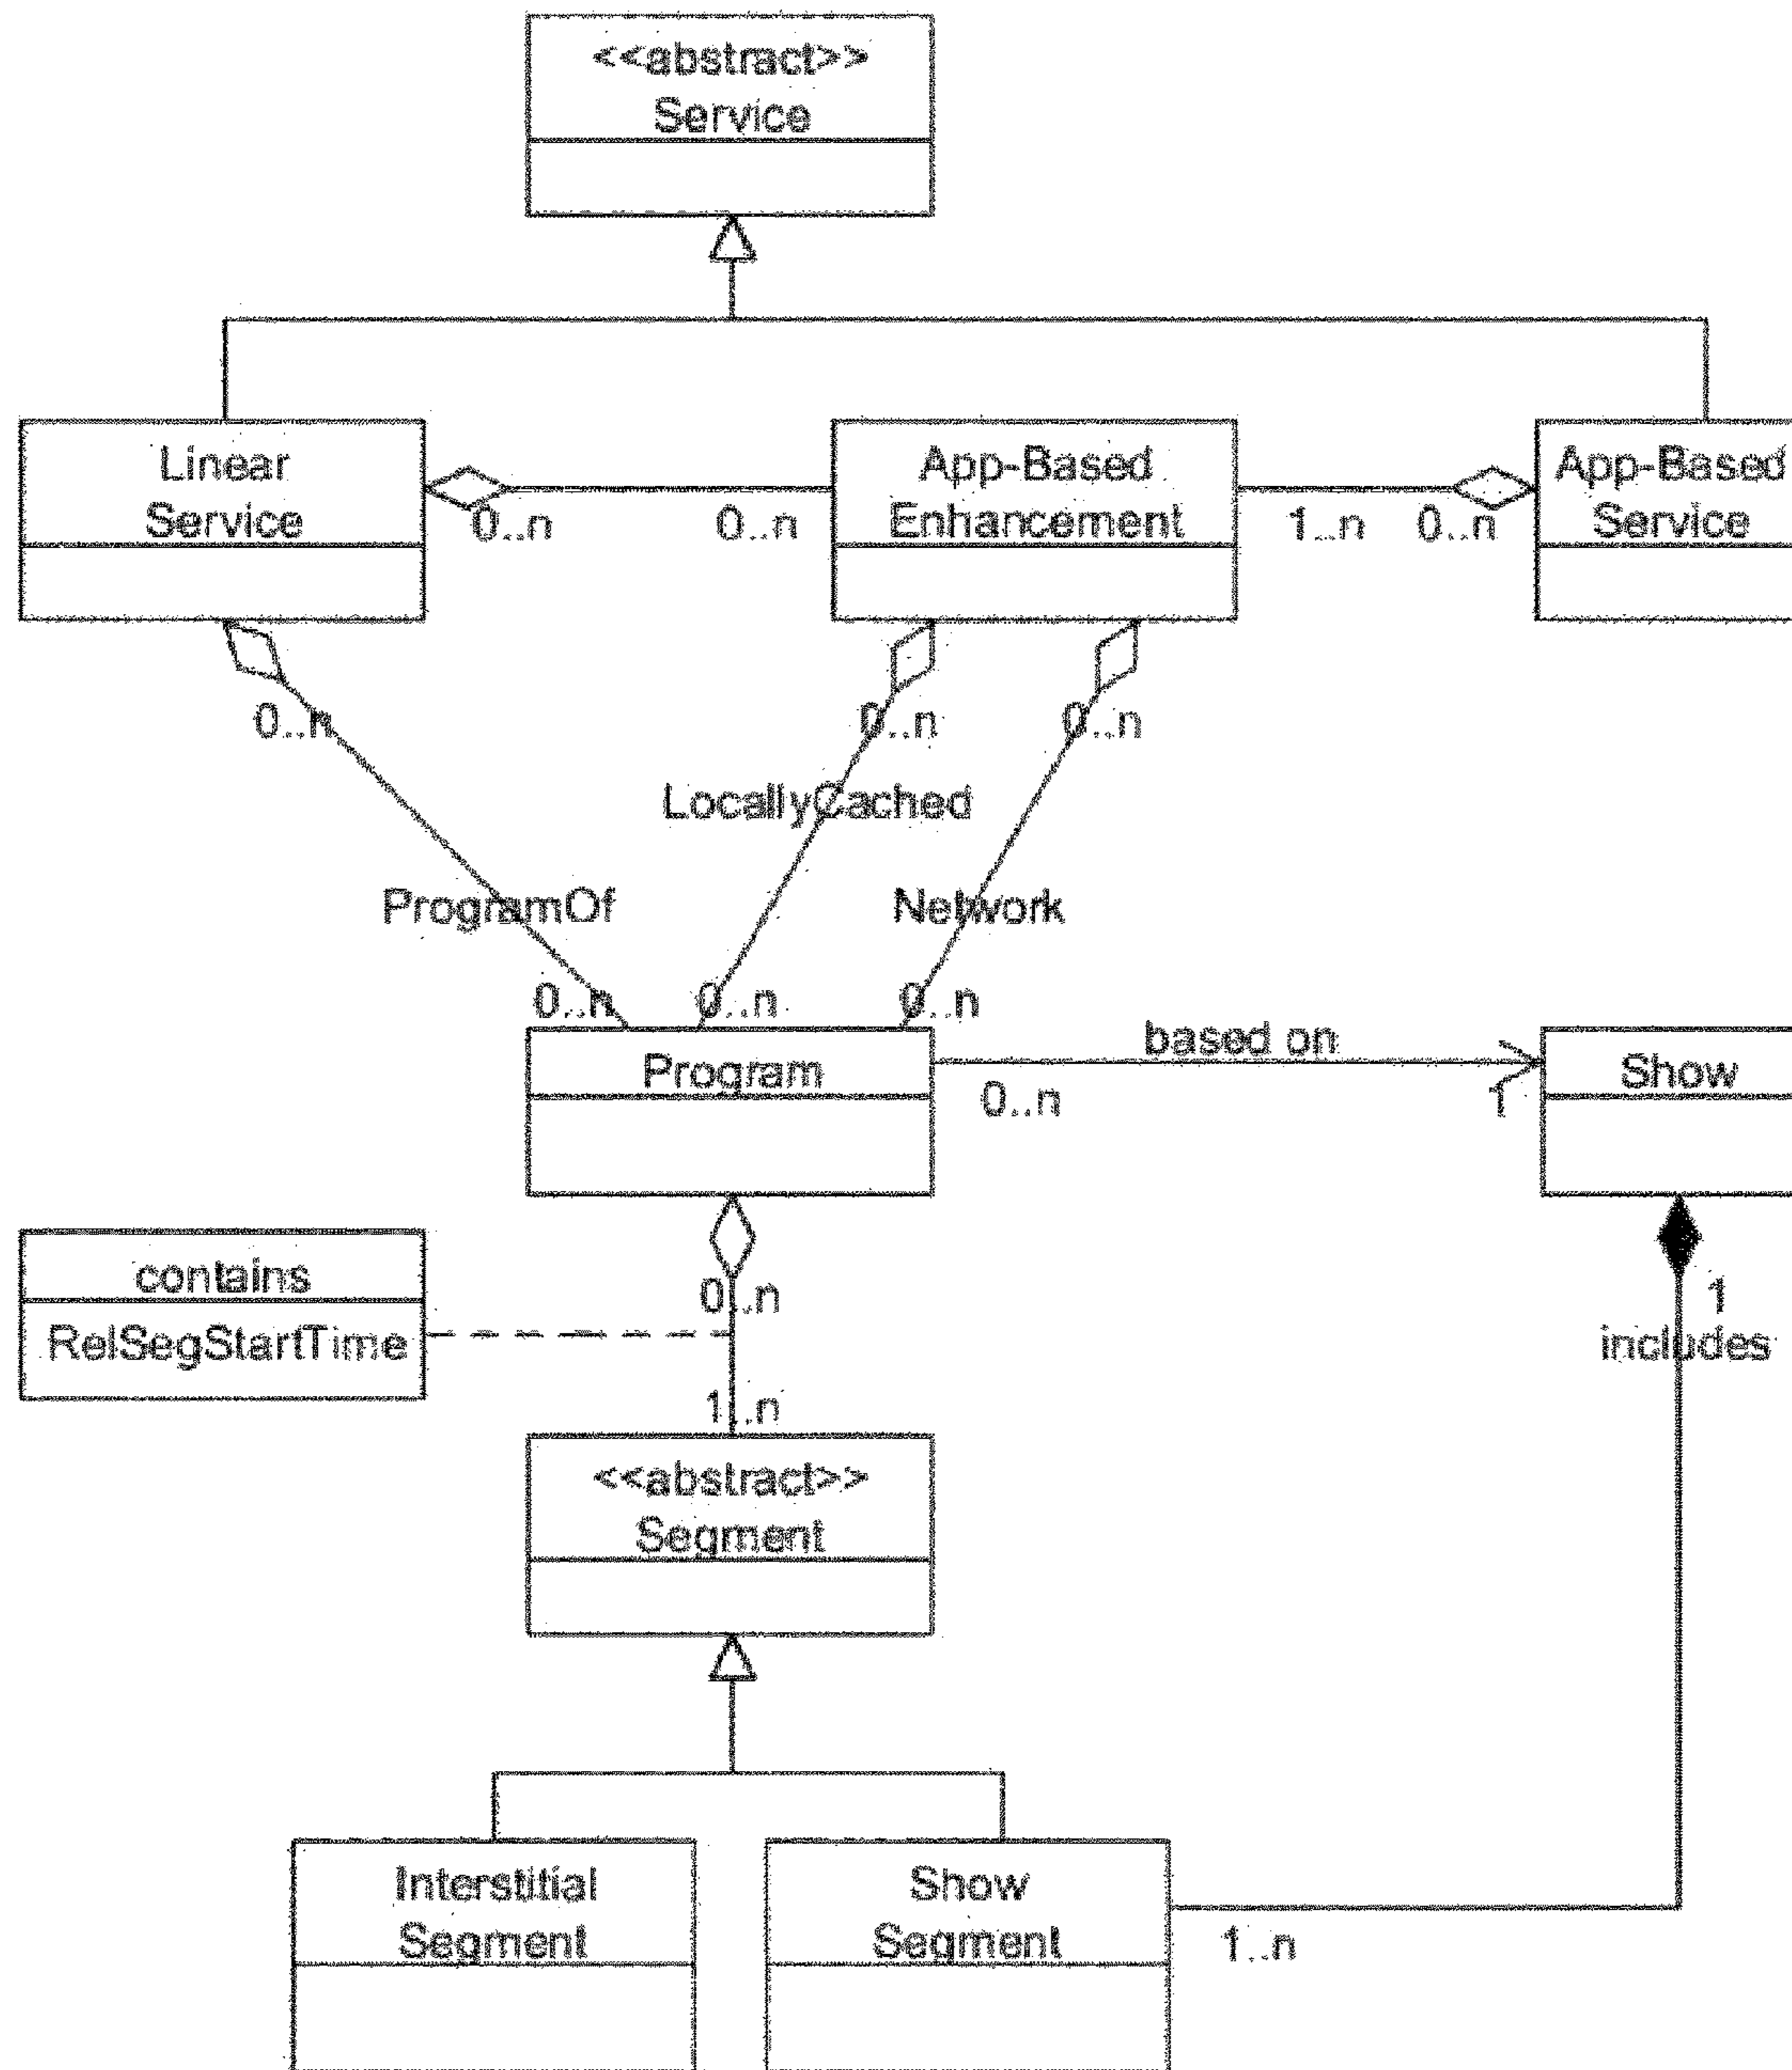 <<abstract>>
Service
Linear
Service
App-Based
Enhancement
App-Based
Service
0..n
0..n
1..n
0..n
0..n
0..n
0..n
LocallyCached
ProgramOf
Network
0..n
0..n
0..n
Program
based on
0..n
1
Show
contains
RelSegStartTime
0..n
1
includes
1..n
<<abstract>>
Segment
Interstitial
Segment
Show
Segment
1..n